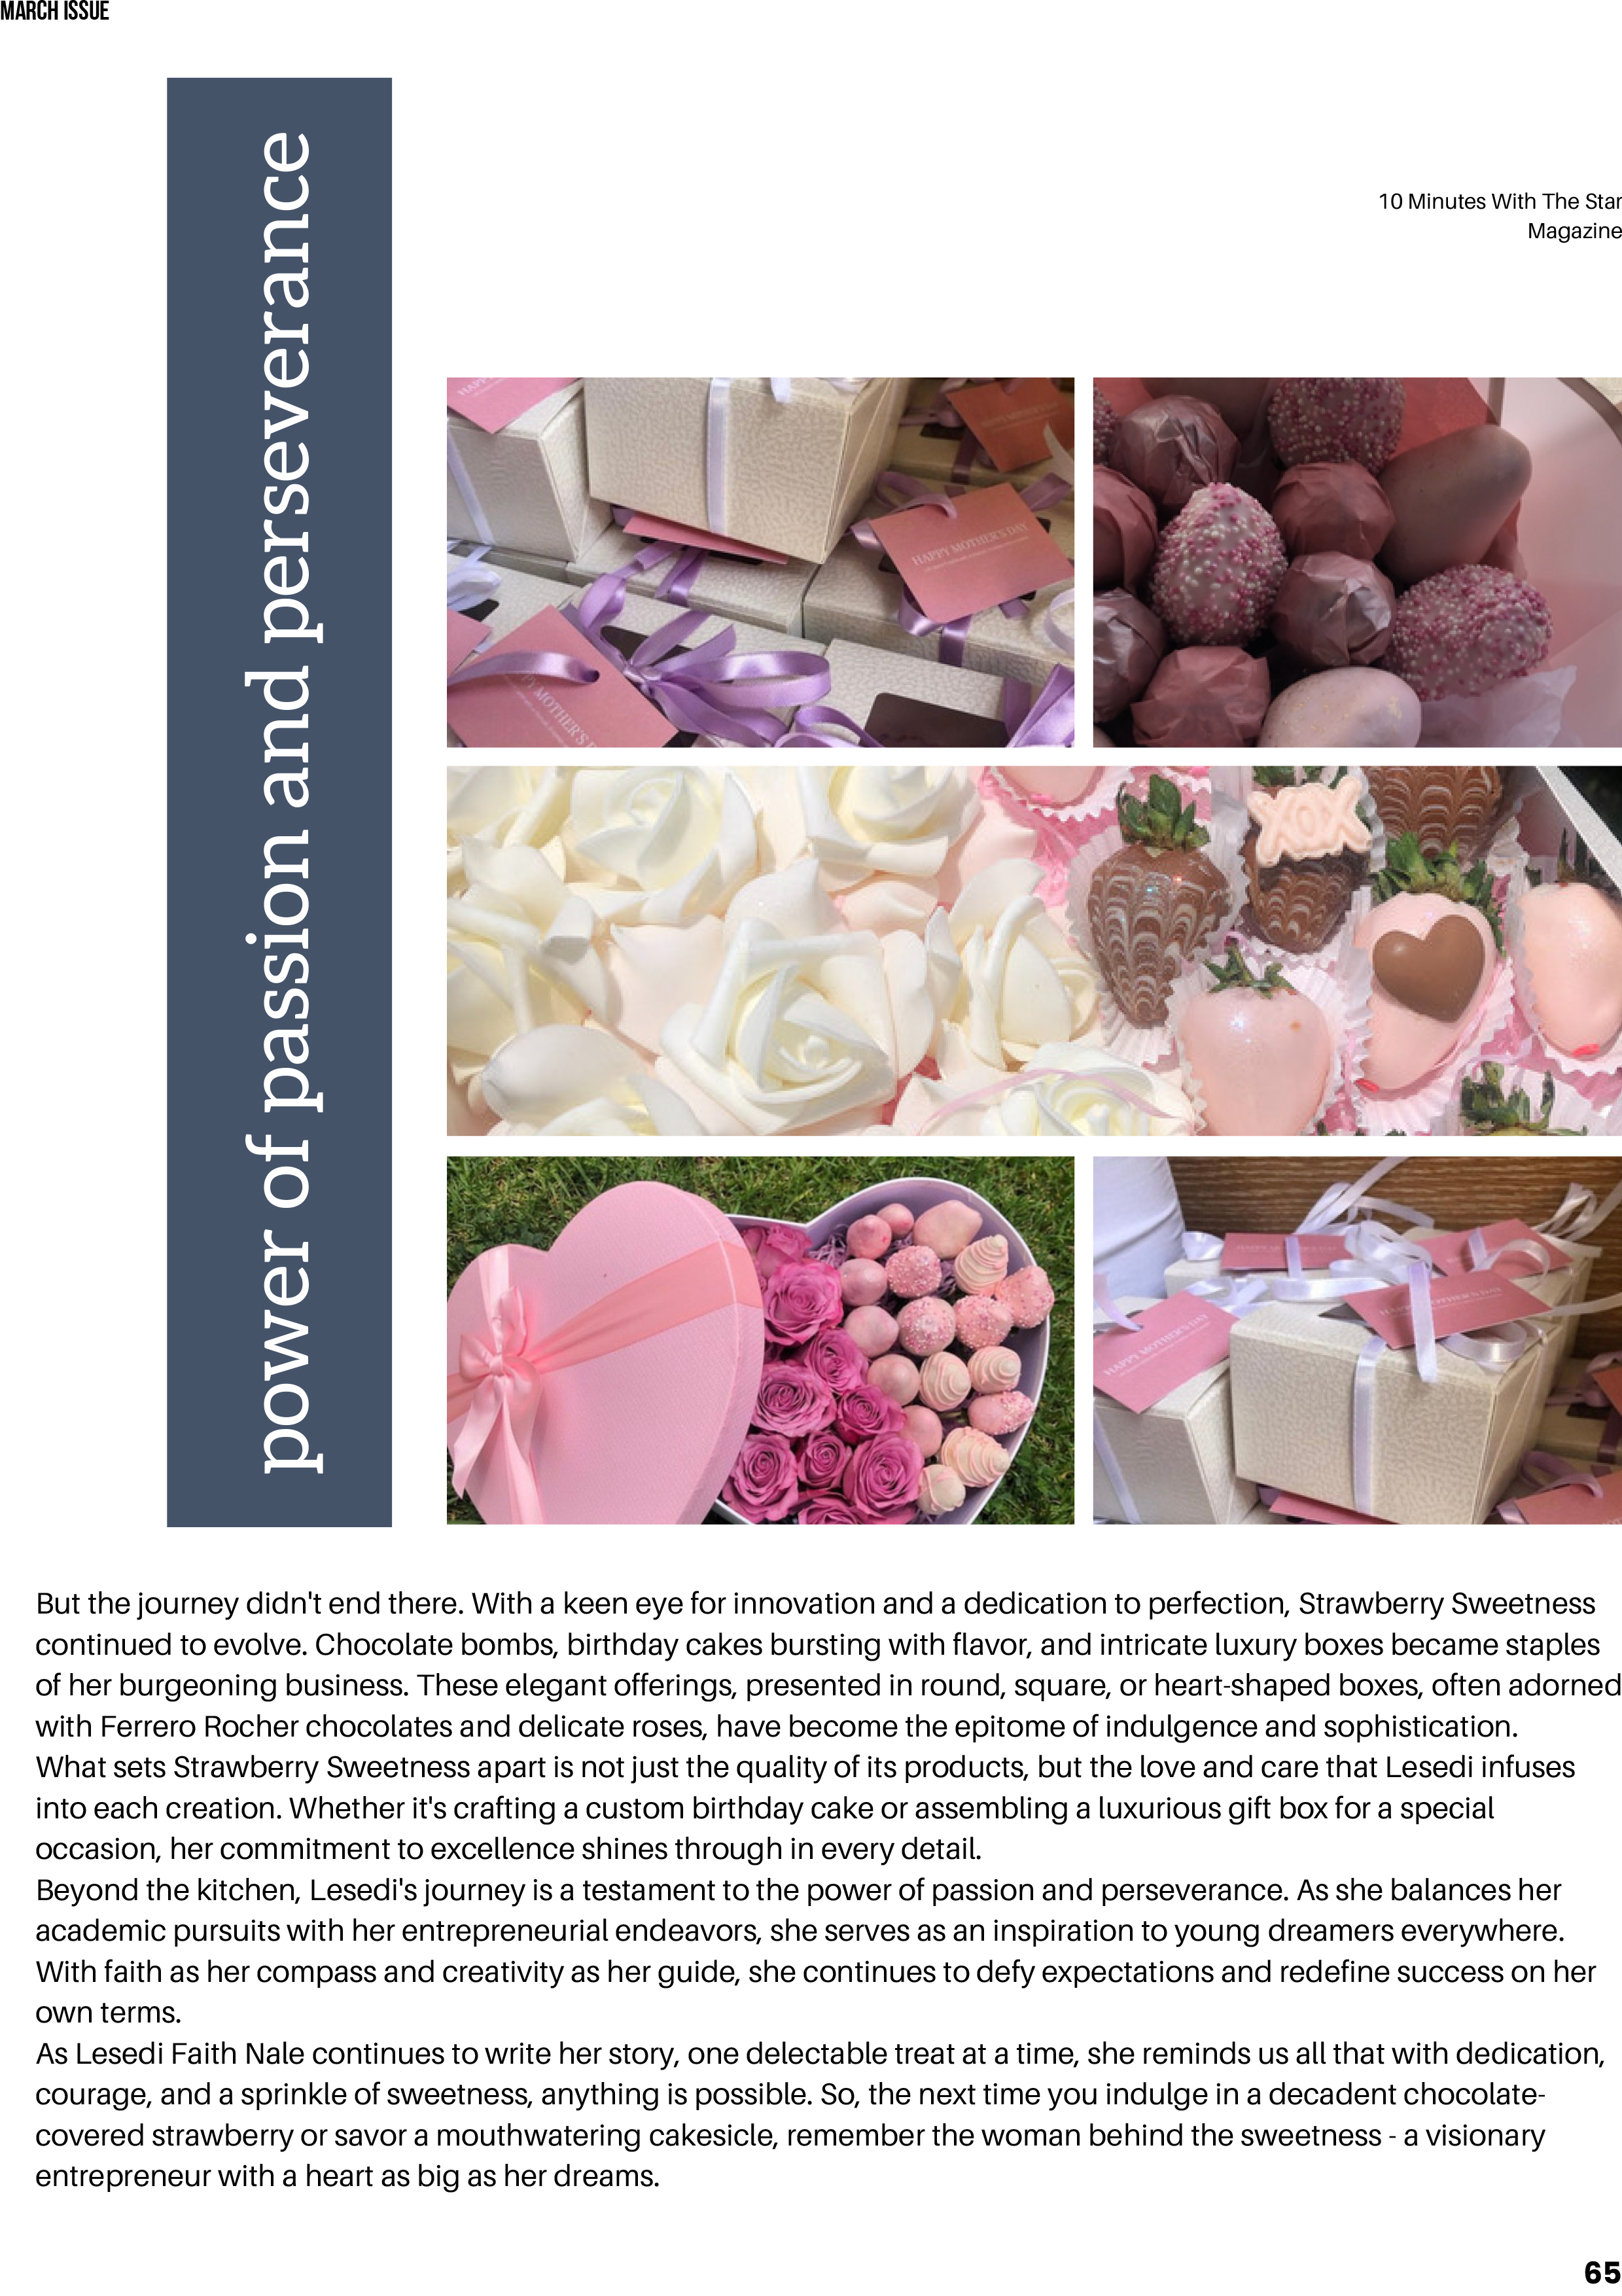 MARCH ISSUE
10 Minutes With The Star
Magazine
power of passion and perseverance
HAPPY
HAPPY MOTHER'S DAY
PY MOTHER'S D
XOX
HAPPY MOTHER'S DAY
HAPPY MOTHER'S DAY
But the journey didn't end there. With a keen eye for innovation and a dedication to perfection, Strawberry Sweetness
continued to evolve. Chocolate bombs, birthday cakes bursting with flavor, and intricate luxury boxes became staples
of her burgeoning business. These elegant offerings, presented in round, square, or heart-shaped boxes, often adorned
with Ferrero Rocher chocolates and delicate roses, have become the epitome of indulgence and sophistication.
What sets Strawberry Sweetness apart is not just the quality of its products, but the love and care that Lesedi infuses
into each creation. Whether it's crafting a custom birthday cake or assembling a luxurious gift box for a special
occasion, her commitment to excellence shines through in every detail.
Beyond the kitchen, Lesedi's journey is a testament to the power of passion and perseverance. As she balances her
academic pursuits with her entrepreneurial endeavors, she serves as an inspiration to young dreamers everywhere.
With faith as her compass and creativity as her guide, she continues to defy expectations and redefine success on her
own terms.
As Lesedi Faith Nale continues to write her story, one delectable treat at a time, she reminds us all that with dedication,
courage, and a sprinkle of sweetness, anything is possible. So, the next time you indulge in a decadent chocolate-
covered strawberry or savor a mouthwatering cakesicle, remember the woman behind the sweetness - a visionary
entrepreneur with a heart as big as her dreams.
65